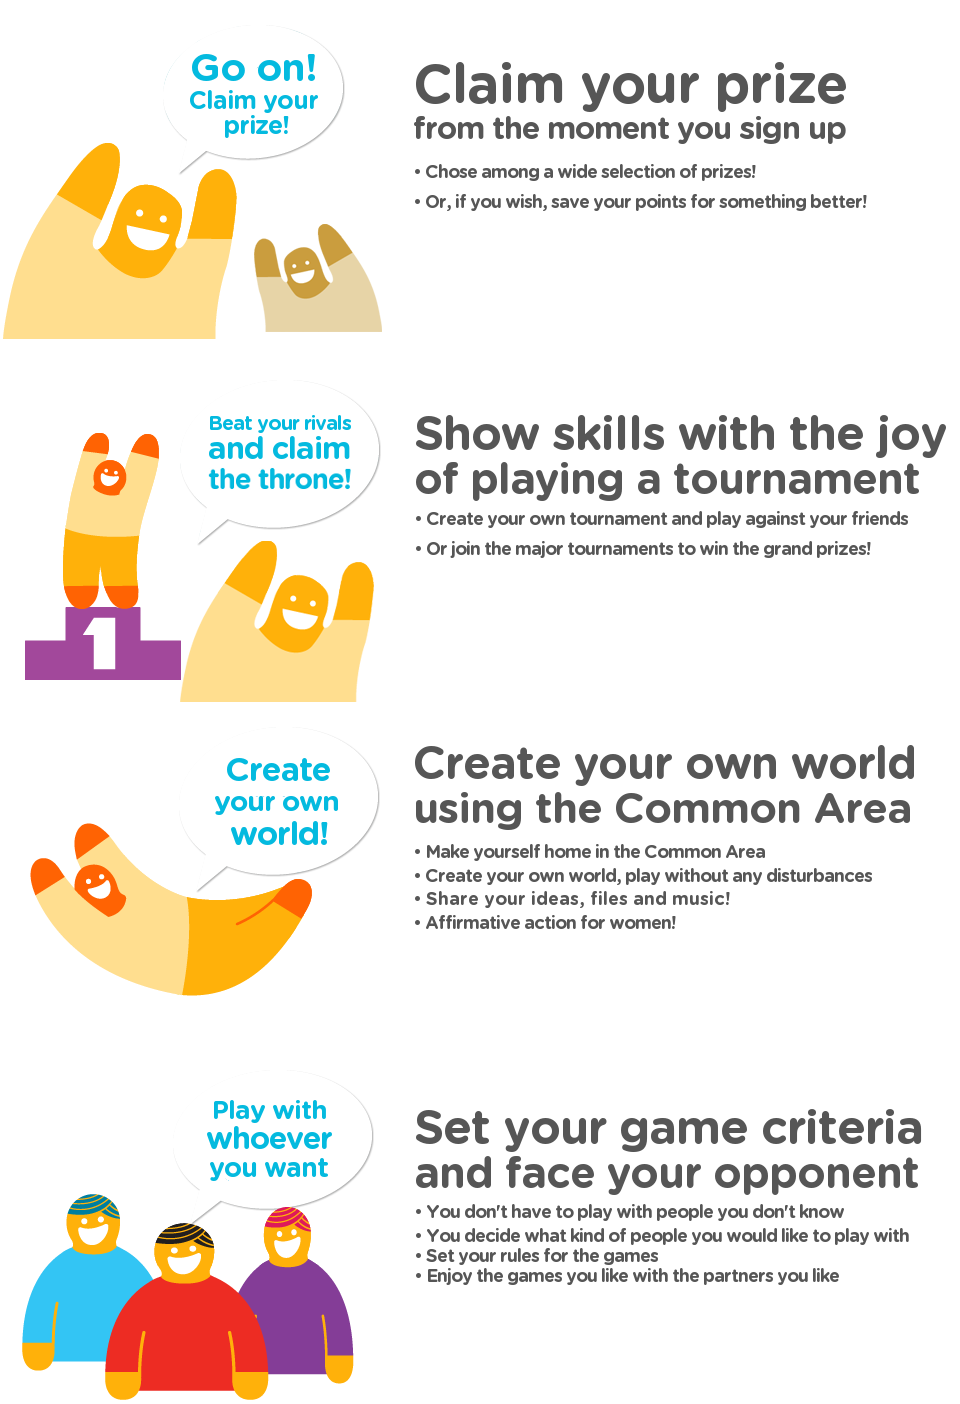 Go on!
Claim your
prize!
Claim your prize
from the moment you sign up
• Chose among a wide selection of prizes!
• Or, if you wish, save your points for something better!
Beat your rivals
and claim
the throne!
1
Show skills with the joy
of playing a tournament
• Create your own tournament and play against your friends
• Or join the major tournaments to win the grand prizes!
Create
your own
world!
Create your own world
using the Common Area
• Make yourself home in the Common Area
• Create your own world, play without any disturbances
• Share your ideas, files and music!
• Affirmative action for women!
Play with
whoever
you want
Set your game criteria
and face your opponent
• You don't have to play with people you don't know
• You decide what kind of people you would like to play with
• Set your rules for the games
• Enjoy the games you like with the partners you like